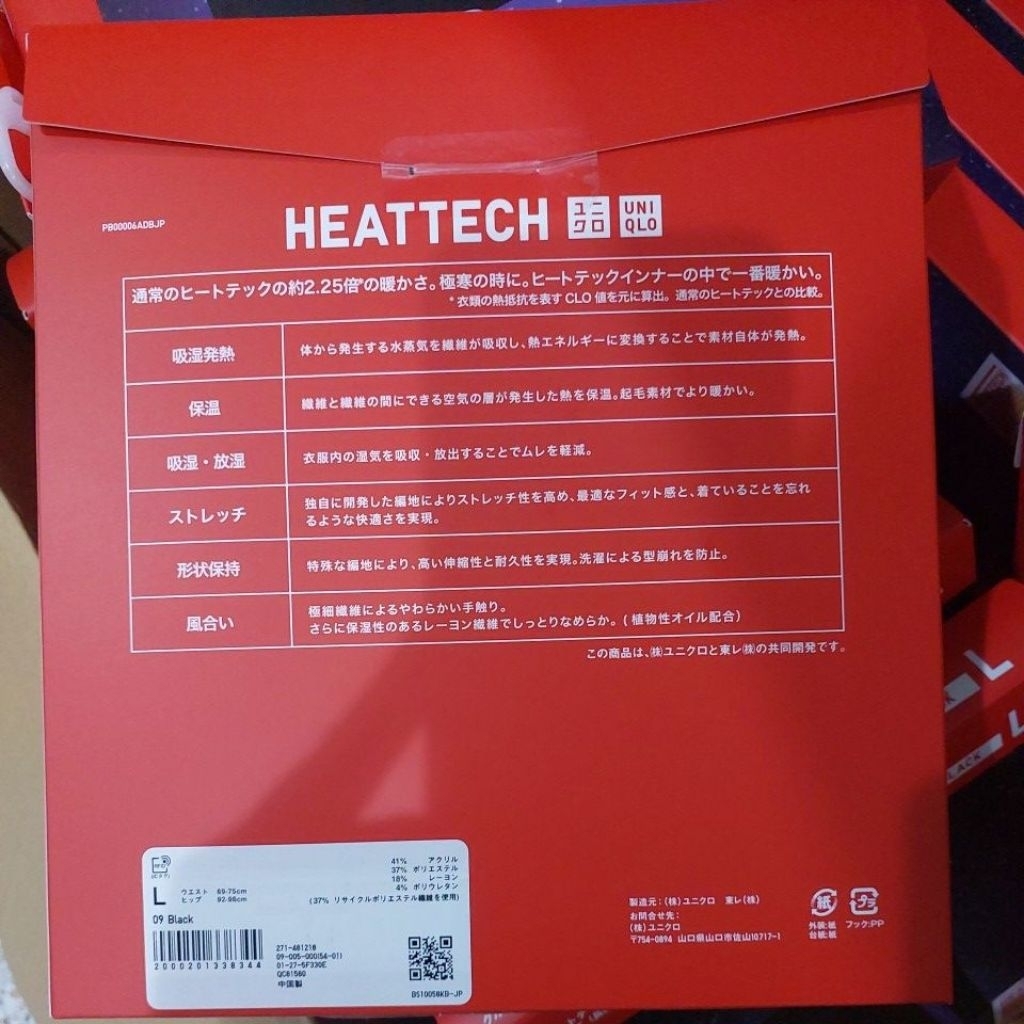 PB00006ADBJP
HEATTECH ユニクロ UNIQLO
通常のヒートテックの約2.25倍*の暖かさ。極寒の時に。ヒートテックインナーの中で一番暖かい。
*衣類の熱抵抗を表す CLO 値を元に算出。通常のヒートテックとの比較。
吸湿発熱 体から発生する水蒸気を繊維が吸収し、熱エネルギーに変換することで素材自体が発熱。
保温 繊維と繊維の間にできる空気の層が発生した熱を保温。起毛素材でより暖かい。
吸湿・放湿 衣服内の湿気を吸収・放出することでムレを軽減。
ストレッチ 独自に開発した編地によりストレッチ性を高め、最適なフィット感と、着ていることを忘れ
るような快適さを実現。
形状保持 特殊な編地により、高い伸縮性と耐久性を実現。洗濯による型崩れを防止。
風合い 極細繊維によるやわらかい手触り。
さらに保湿性のあるレーヨン繊維でしっとりなめらか。(植物性オイル配合)
この商品は、㈱ユニクロと東レ㈱の共同開発です。
L
ウエスト 69-75cm
ヒップ 92-98cm
41% アクリル
37% ポリエステル
18% レーヨン
4% ポリウレタン
(37% リサイクルポリエステル繊維を使用)
09 Black
2000201338344
271-481218
09-005-000(54-01)
01-27-5F330E
QC81560
中国製
BS10058KB-JP
製造元:(株)ユニクロ 東レ(株)
お問合せ先:
(株)ユニクロ
〒754-0894 山口県山口市佐山10717-1
紙
外装:紙
台紙:紙
プラ
フック:PP
L
L
BLACK